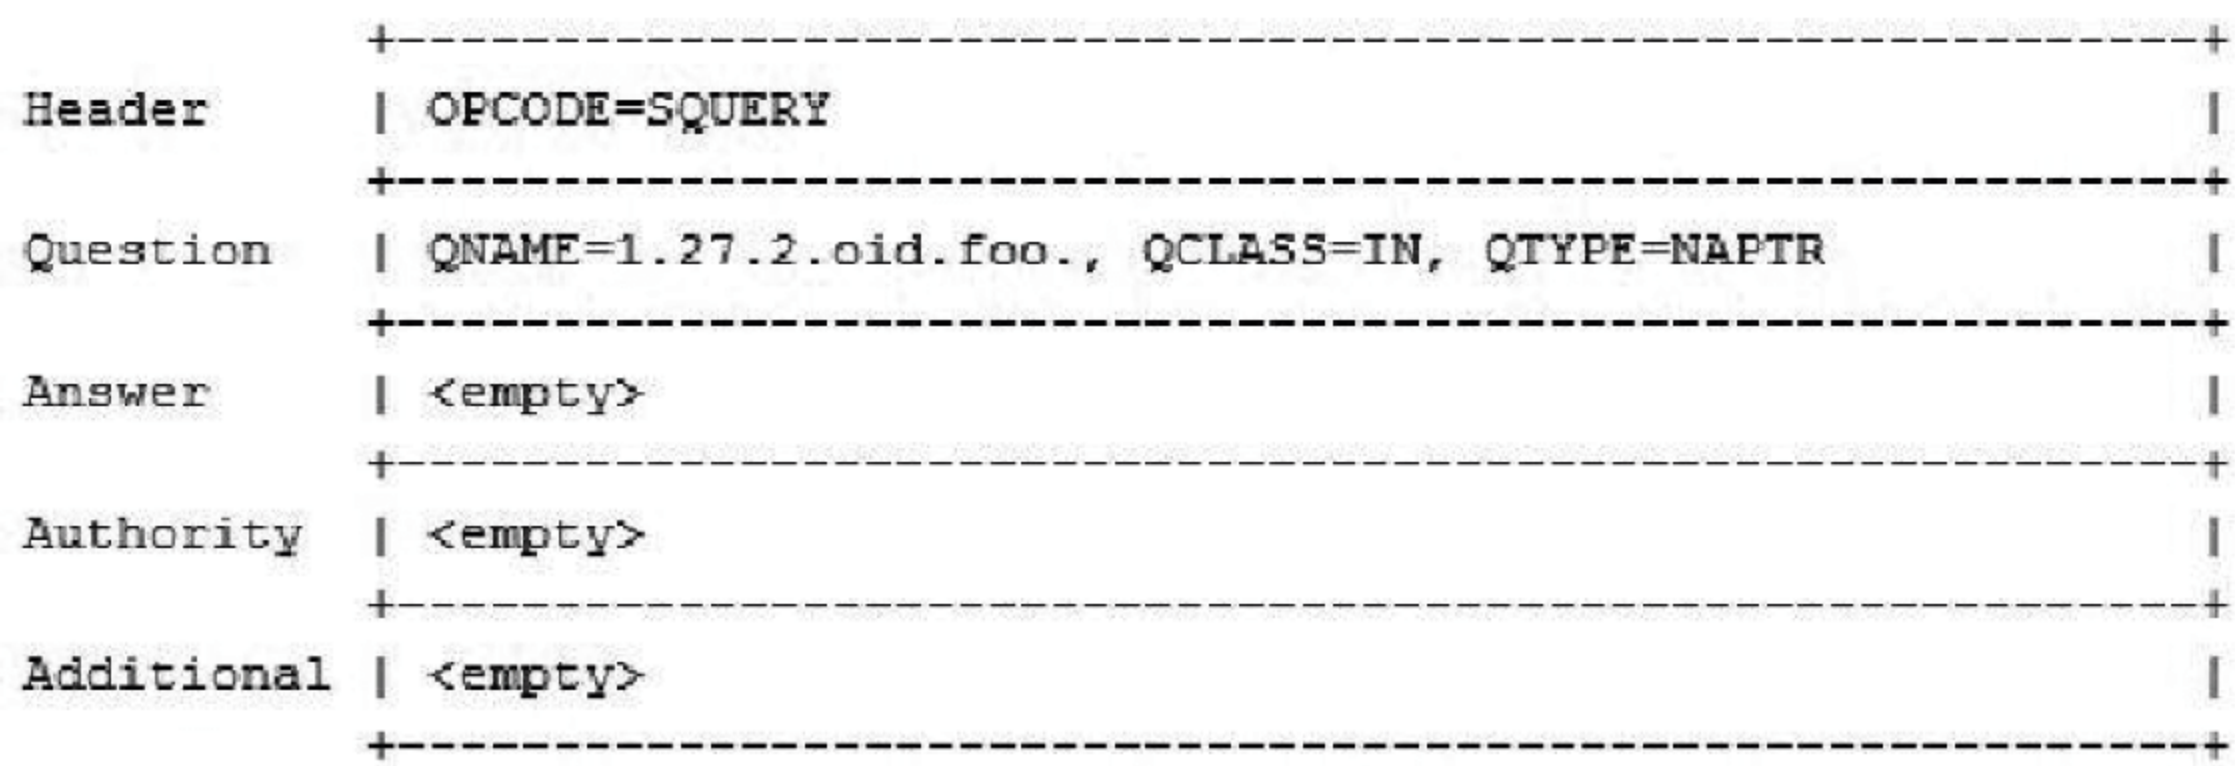 +---------------------------------------------------+
Header | OPCODE=SQUERY |
+---------------------------------------------------+
Question | QNAME=1.27.2.oid.foo., QCLASS=IN, QTYPE=NAPTR |
+---------------------------------------------------+
Answer | <empty> |
+---------------------------------------------------+
Authority | <empty> |
+---------------------------------------------------+
Additional | <empty> |
+---------------------------------------------------+